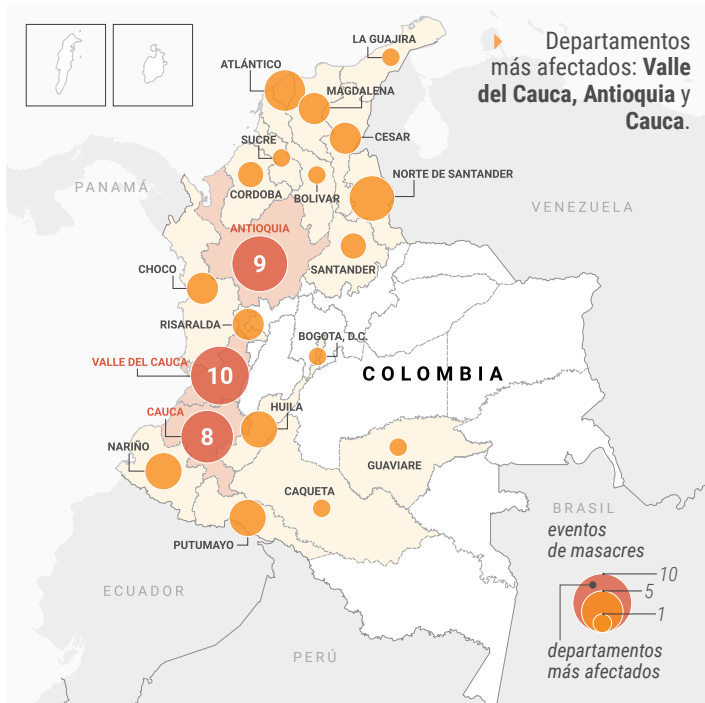 Departamentos
más afectados: Valle
del Cauca, Antioquia y
Cauca.
LA GUAJIRA
ATLÁNTICO
MAGDALENA
CESAR
SUCRE
NORTE DE SANTANDER
CORDOBA
BOLIVAR
PANAMÁ
VENEZUELA
ANTIOQUIA
9
SANTANDER
CHOCO
RISARALDA
BOGOTA, D.C.
VALLE DEL CAUCA
10
COLOMBIA
CAUCA
8
HUILA
NARIÑO
GUAVIARE
CAQUETA
PUTUMAYO
BRASIL
ECUADOR
PERÚ
eventos
de masacres
10
5
1
departamentos
más afectados